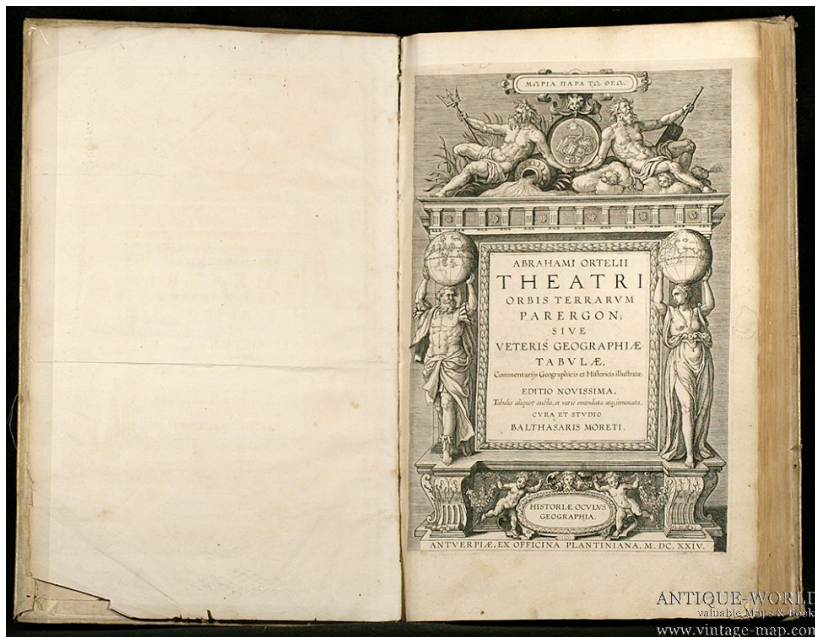 ΜΩΡΙΑ ΠΑΡΑ ΤΩ ΘΕΩ.
ABRAHAMI ORTELII
THEATRI
ORBIS TERRARVM
PARERGON;
SIVE
VETERIS GEOGRAPHIÆ
TABVLÆ,
Commentarijs Geographicis et Historicis illustratæ.
EDITIO NOVISSIMA,
Tabulis aliquot aucta, et varie emendata atq. innovata,
CVRA ET STVDIO
BALTHASARIS MORETI.
HISTORIÆ OCVLVS
GEOGRAPHIA.
ANTVERPIÆ, EX OFFICINA PLANTINIANA, M. DC. XXIV.
ANTIQUE-WORLD
valuable Maps & Book
www.vintage-map.com